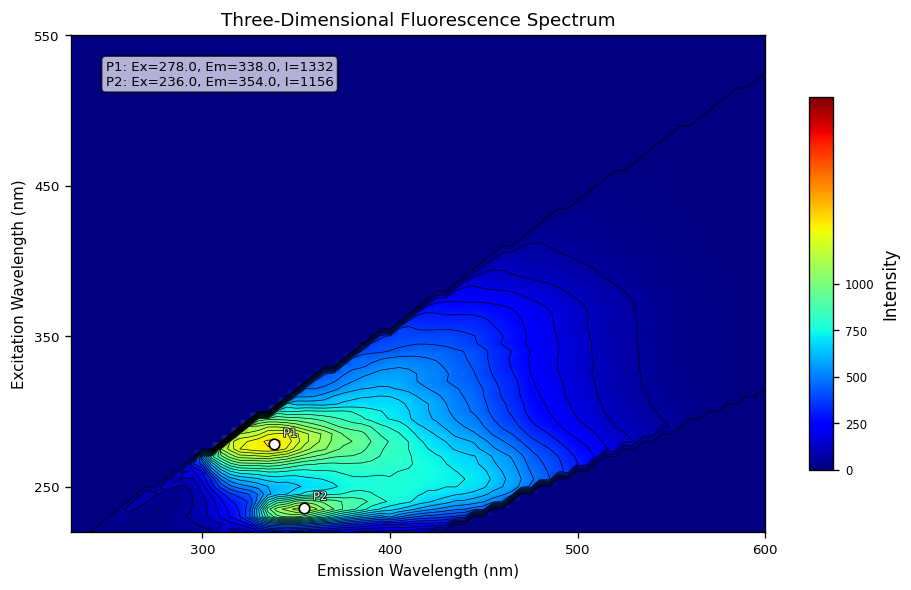 Three-Dimensional Fluorescence Spectrum
P1: Ex=278.0, Em=338.0, I=1332
P2: Ex=236.0, Em=354.0, I=1156
550
450
350
250
Excitation Wavelength (nm)
P1
P2
300
400
500
600
Emission Wavelength (nm)
1000
750
500
250
0
Intensity